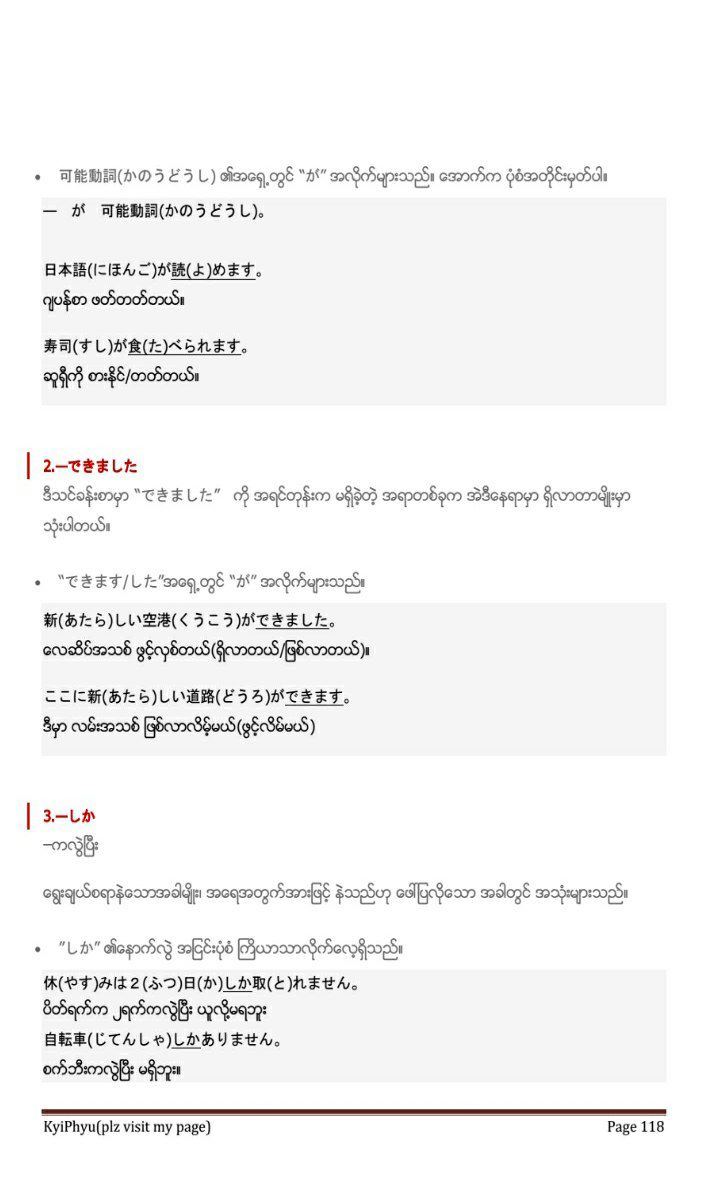 • 可能動詞(かのうどうし) ၏အရှေ့တွင် “が” အလိုက်များသည်။ အောက်က ပုံစံအတိုင်းမှတ်ပါ။
— が 可能動詞(かのうどうし)。
日本語(にほんご)が読(よ)めます。
ဂျပန်စာ ဖတ်တတ်တယ်။
寿司(すし)が食(た)べられます。
ဆူရှီကို စားနိုင်/တတ်တယ်။
2.—できました
ဒီသင်ခန်းစာမှာ “できました” ကို အရင်တုန်းက မရှိခဲ့တဲ့ အရာတစ်ခုက အဲဒီနေရာမှာ ရှိလာတာမျိုးမှာ
သုံးပါတယ်။
• “できます/した”အရှေ့တွင် “が” အလိုက်များသည်။
新(あたら)しい空港(くうこう)ができました。
လေဆိပ်အသစ် ဖွင့်လှစ်တယ်(ရှိလာတယ်/ဖြစ်လာတယ်)။
ここに新(あたら)しい道路(どうろ)ができます。
ဒီမှာ လမ်းအသစ် ဖြစ်လာလိမ့်မယ်(ဖွင့်လိမ်မယ်)
3.—しか
—ကလွဲပြီး
ရွေးချယ်စရာနဲသောအခါမျိုး၊ အရေအတွက်အားဖြင့် နဲသည်ဟု ဖေါ်ပြလိုသော အခါတွင် အသုံးများသည်။
• ”しか” ၏နောက်လွဲ အငြင်းပုံစံ ကြိယာသာလိုက်လေ့ရှိသည်။
休(やす)みは２(ふつ)日(か)しか取(と)れません。
ပိတ်ရက်က ၂ရက်ကလွဲပြီး ယူလို့မရဘူး
自転車(じてんしゃ)しかありません。
စက်ဘီးကလွဲပြီး မရှိဘူး။
KyiPhyu(plz visit my page) Page 118